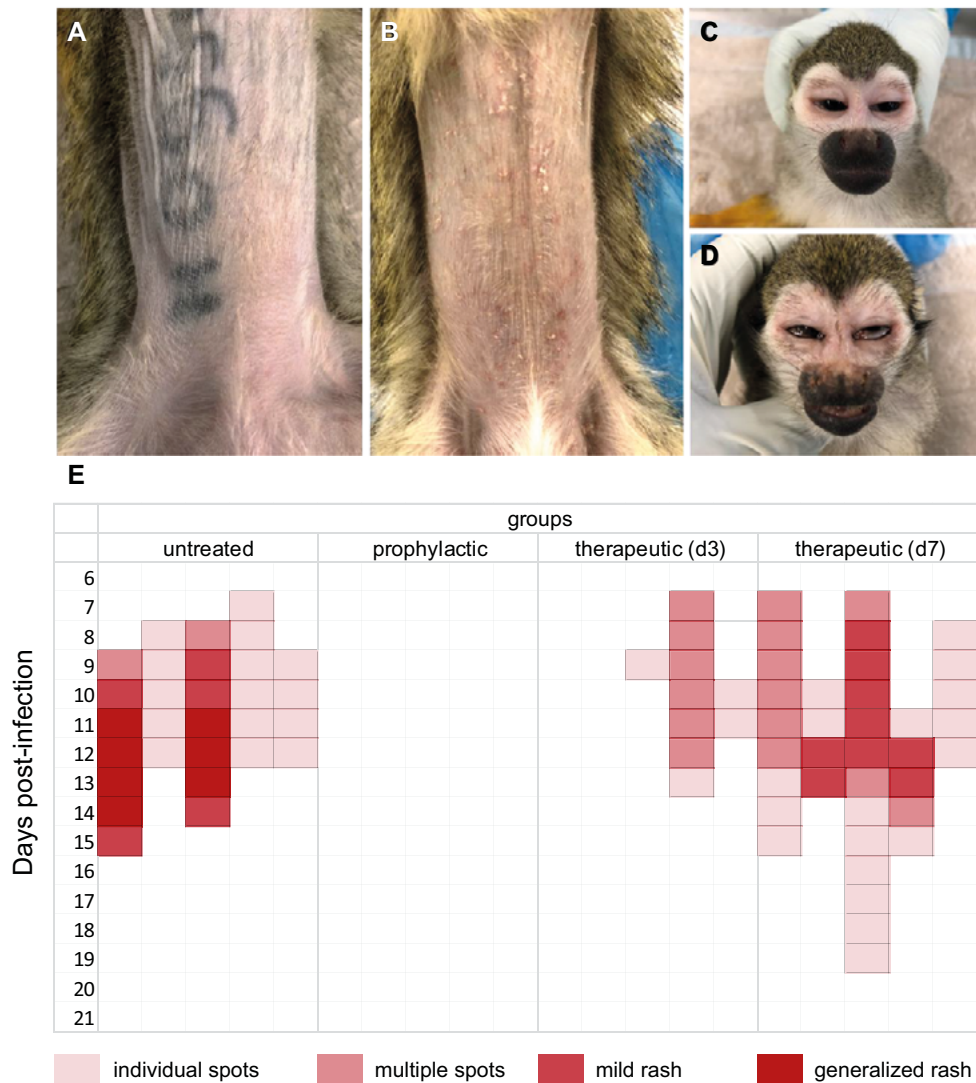 A
B
C
D
E
groups
untreated prophylactic therapeutic (d3) therapeutic (d7)
Days post-infection
6
7
8
9
10
11
12
13
14
15
16
17
18
19
20
21
individual spots multiple spots mild rash generalized rash